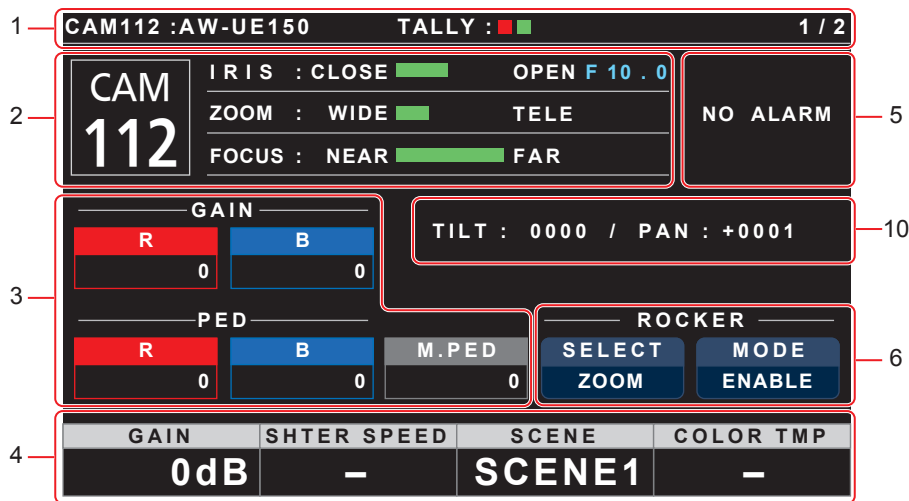 1
CAM112 :AW-UE150 TALLY : 1 / 2
2
CAM
112
IRIS : CLOSE OPEN F 10 . 0
ZOOM : WIDE TELE
FOCUS : NEAR FAR
NO ALARM
5
3
GAIN
R B
0 0
TILT : 0000 / PAN : +0001
10
PED
R B M.PED
0 0 0
ROCKER
SELECT MODE
ZOOM ENABLE
6
4
GAIN SHTER SPEED SCENE COLOR TMP
0dB – SCENE1 –